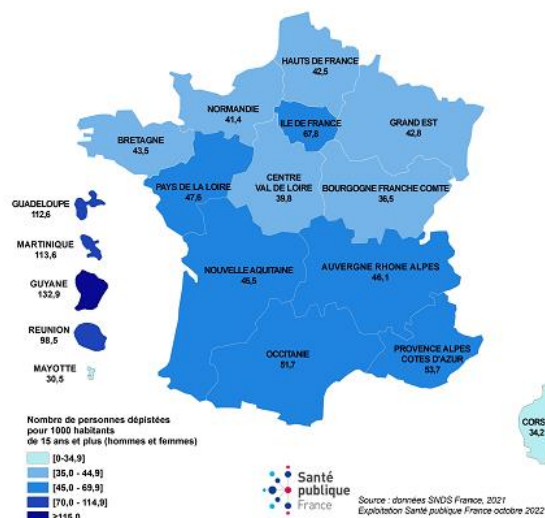 HAUTS DE FRANCE
42,5
NORMANDIE
41,4
ILE DE FRANCE
67,8
GRAND EST
42,8
BRETAGNE
43,5
PAYS DE LA LOIRE
47,6
CENTRE
VAL DE LOIRE
39,8
BOURGOGNE FRANCHE COMTE
36,5
GUADELOUPE
112,6
MARTINIQUE
113,6
GUYANE
132,9
REUNION
98,5
MAYOTTE
30,5
NOUVELLE AQUITAINE
45,5
AUVERGNE RHONE ALPES
46,1
OCCITANIE
51,7
PROVENCE ALPES
COTES D'AZUR
53,7
CORS
34,2
Nombre de personnes dépistées
pour 1000 habitants
de 15 ans et plus (hommes et femmes)
[0-34,9]
[35,0 - 44,9]
[45,0 - 69,9]
[70,0 - 114,9]
≥115,0
Santé
publique
France
Source : données SNDS France, 2021
Exploitation Santé publique France octobre 2022